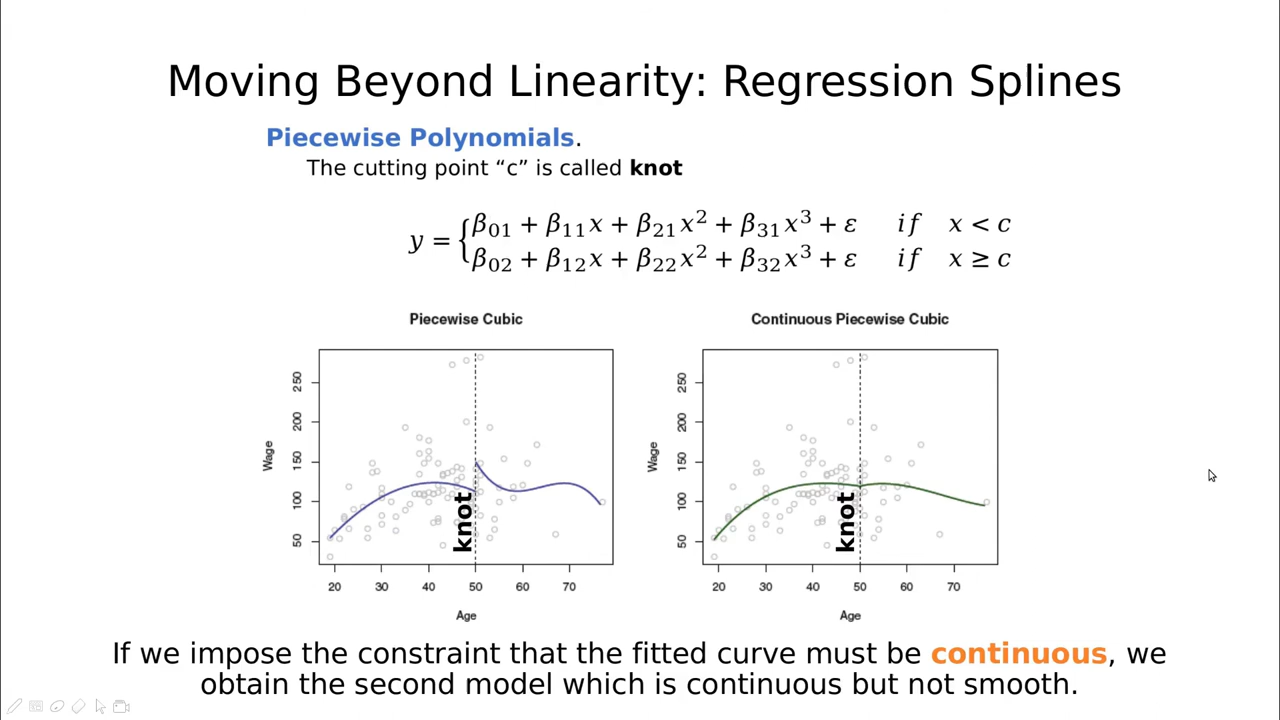 Moving Beyond Linearity: Regression Splines
Piecewise Polynomials.
The cutting point “c” is called knot
y = { β₀₁ + β₁₁x + β₂₁x² + β₃₁x³ + ε if x < c
β₀₂ + β₁₂x + β₂₂x² + β₃₂x³ + ε if x ≥ c
Piecewise Cubic
Wage
250
200
150
100
50
knot
20 30 40 50 60 70
Age
Continuous Piecewise Cubic
Wage
250
200
150
100
50
knot
20 30 40 50 60 70
Age
If we impose the constraint that the fitted curve must be continuous, we
obtain the second model which is continuous but not smooth.